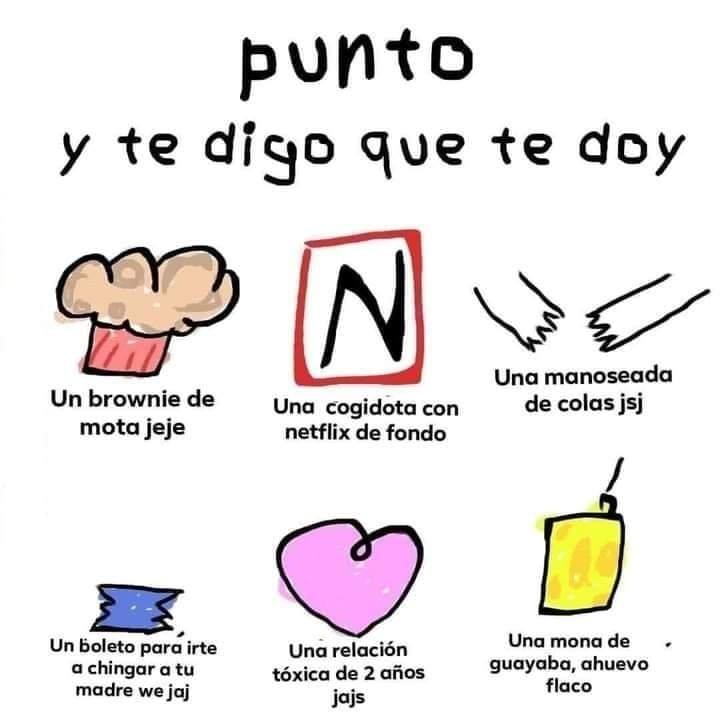 punto
y te digo que te doy
N
Un brownie de
mota jeje
Una cogidota con
netflix de fondo
Una manoseada
de colas jsj
Un boleto para irte
a chingar a tu
madre we jaj
Una relación
tóxica de 2 años
jajs
Una mona de
guayaba, ahuevo
flaco